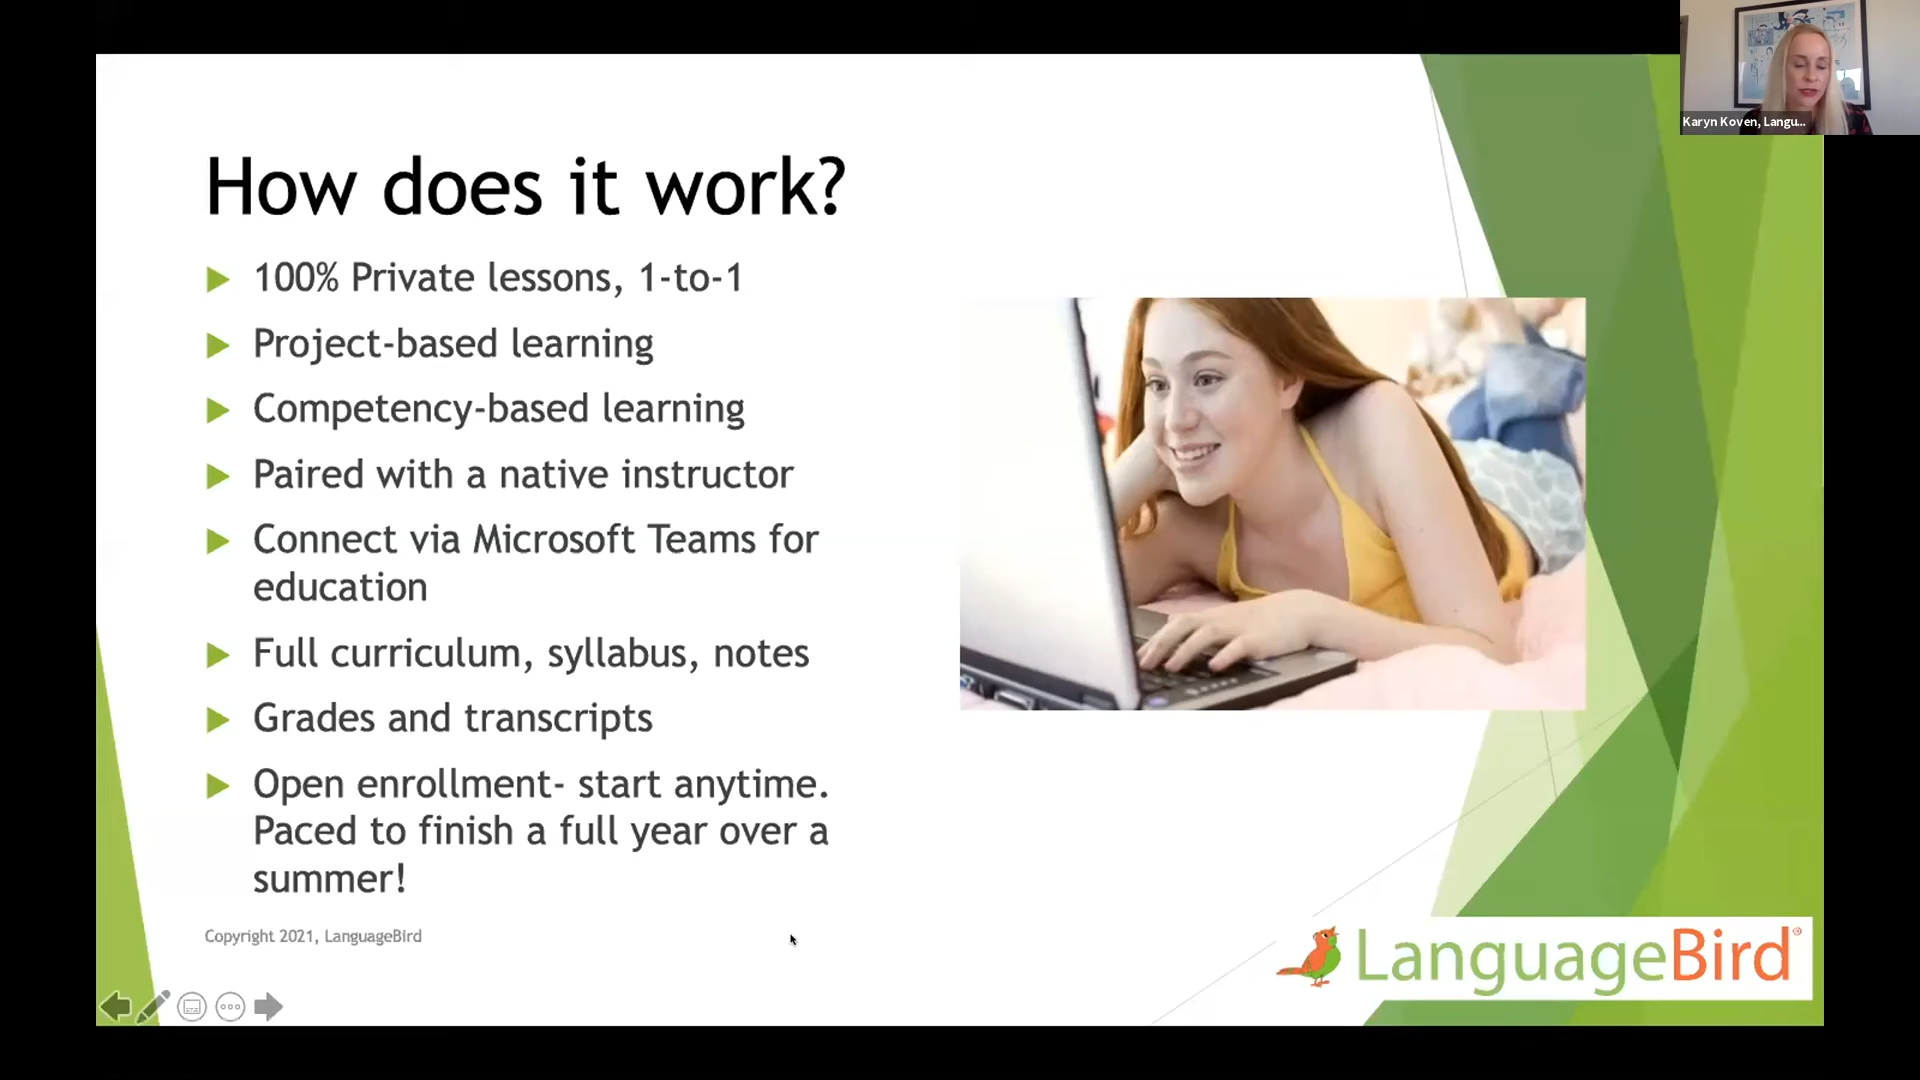 Karyn Koven, Langu...
How does it work?
100% Private lessons, 1-to-1
Project-based learning
Competency-based learning
Paired with a native instructor
Connect via Microsoft Teams for
education
Full curriculum, syllabus, notes
Grades and transcripts
Open enrollment- start anytime.
Paced to finish a full year over a
summer!
Copyright 2021, LanguageBird
LanguageBird®